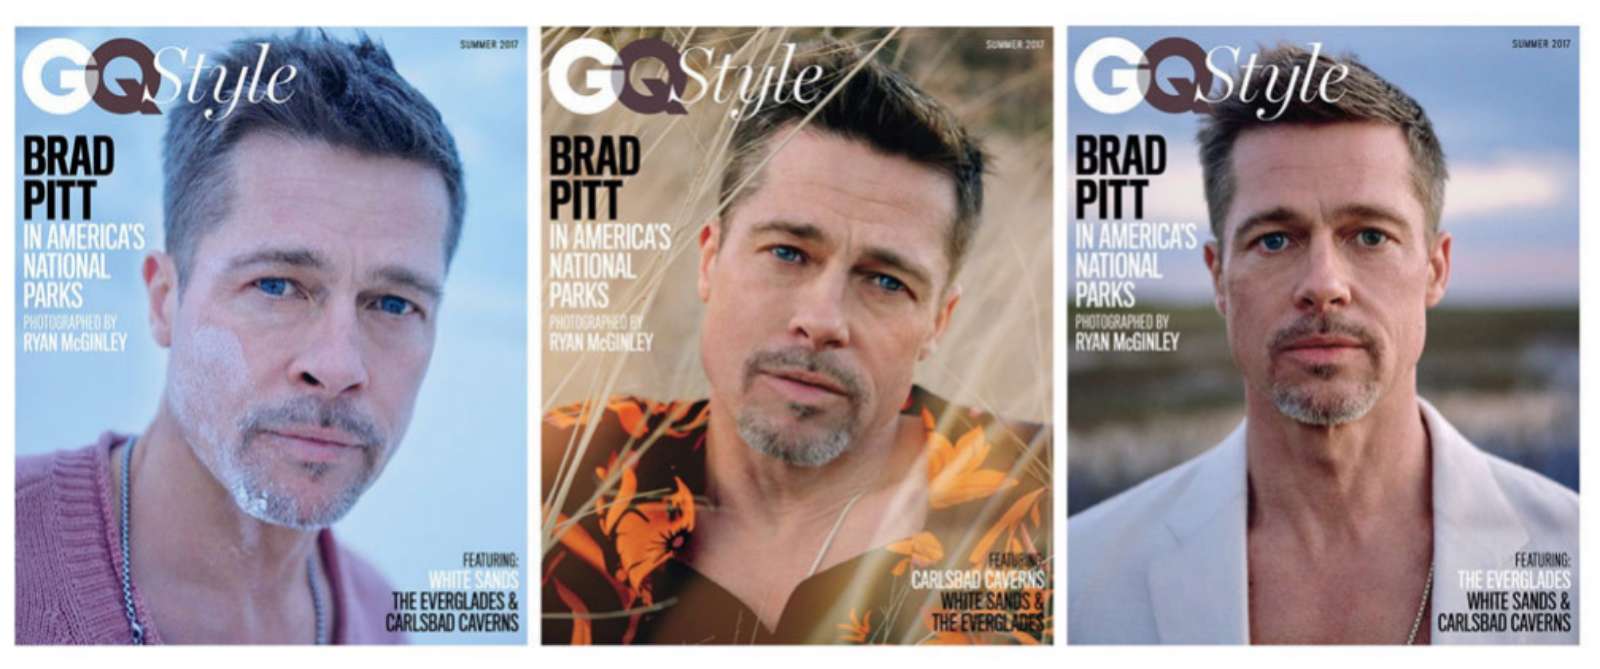 GQ Style
SUMMER 2017
BRAD
PITT
IN AMERICA'S
NATIONAL
PARKS
PHOTOGRAPHED BY
RYAN McGINLEY
FEATURING:
WHITE SANDS
THE EVERGLADES &
CARLSBAD CAVERNS
GQ Style
SUMMER 2017
BRAD
PITT
IN AMERICA'S
NATIONAL
PARKS
PHOTOGRAPHED BY
RYAN McGINLEY
FEATURING:
CARLSBAD CAVERNS
WHITE SANDS &
THE EVERGLADES
GQ Style
SUMMER 2017
BRAD
PITT
IN AMERICA'S
NATIONAL
PARKS
PHOTOGRAPHED BY
RYAN McGINLEY
FEATURING:
THE EVERGLADES
WHITE SANDS &
CARLSBAD CAVERNS